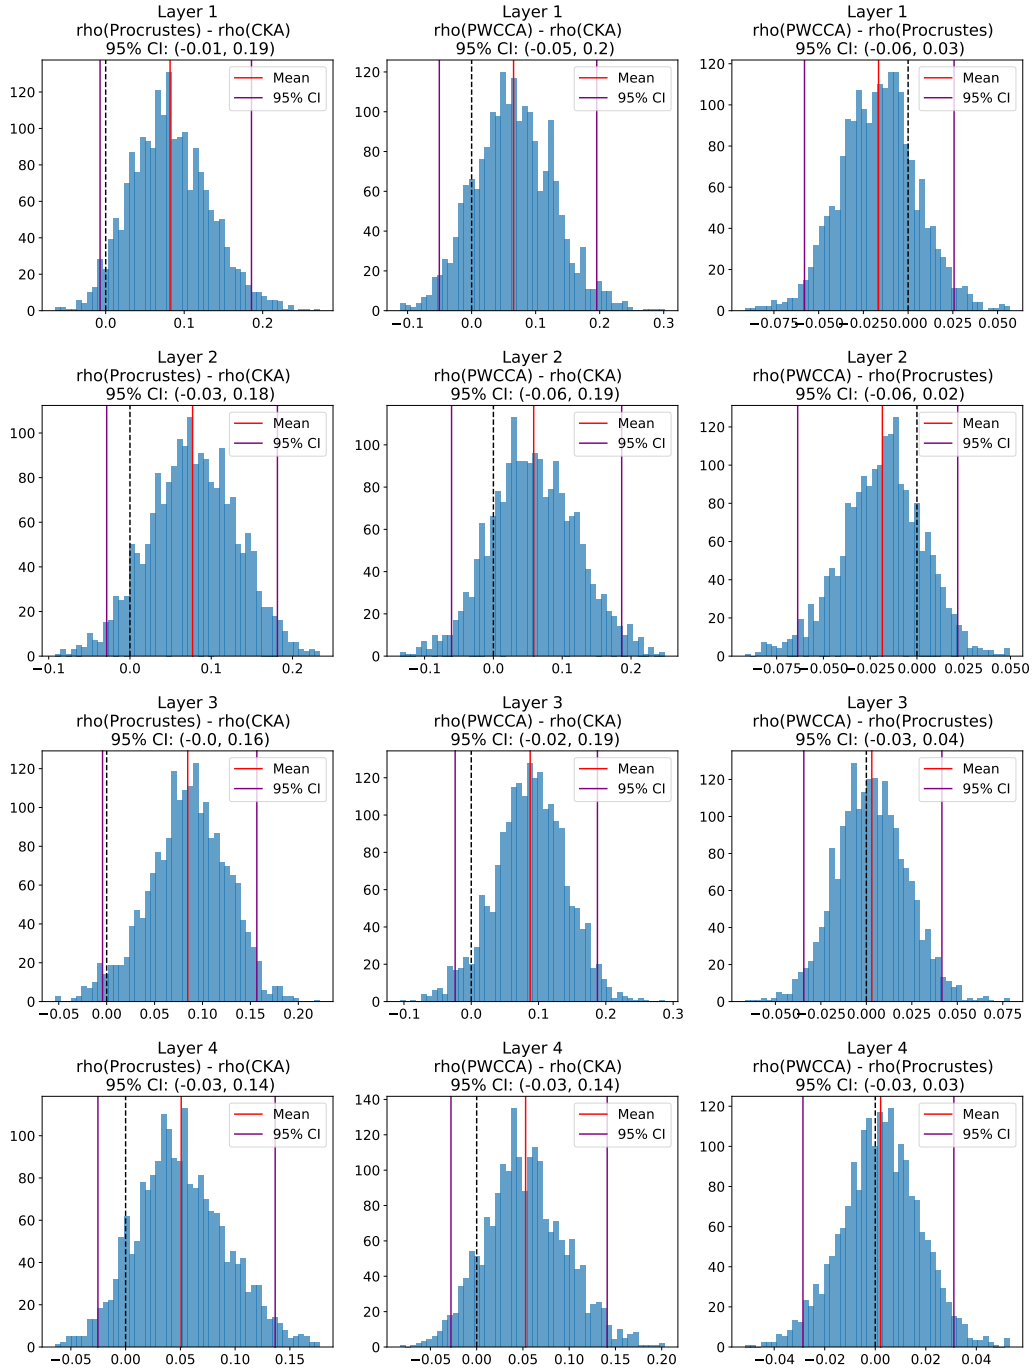 Layer 1
rho(Procrustes) - rho(CKA)
95% CI: (-0.01, 0.19)
Mean
95% CI
0
20
40
60
80
100
120
0.0
0.1
0.2
Layer 1
rho(PWCCA) - rho(CKA)
95% CI: (-0.05, 0.2)
Mean
95% CI
0
20
40
60
80
100
120
−0.1
0.0
0.1
0.2
0.3
Layer 1
rho(PWCCA) - rho(Procrustes)
95% CI: (-0.06, 0.03)
Mean
95% CI
0
20
40
60
80
100
120
−0.075
−0.050
−0.025
0.000
0.025
0.050
Layer 2
rho(Procrustes) - rho(CKA)
95% CI: (-0.03, 0.18)
Mean
95% CI
0
20
40
60
80
100
−0.1
0.0
0.1
0.2
Layer 2
rho(PWCCA) - rho(CKA)
95% CI: (-0.06, 0.19)
Mean
95% CI
0
20
40
60
80
100
−0.1
0.0
0.1
0.2
Layer 2
rho(PWCCA) - rho(Procrustes)
95% CI: (-0.06, 0.02)
Mean
95% CI
0
20
40
60
80
100
120
−0.075
−0.050
−0.025
0.000
0.025
0.050
Layer 3
rho(Procrustes) - rho(CKA)
95% CI: (-0.0, 0.16)
Mean
95% CI
0
20
40
60
80
100
120
−0.05
0.00
0.05
0.10
0.15
0.20
Layer 3
rho(PWCCA) - rho(CKA)
95% CI: (-0.02, 0.19)
Mean
95% CI
0
20
40
60
80
100
120
−0.1
0.0
0.1
0.2
0.3
Layer 3
rho(PWCCA) - rho(Procrustes)
95% CI: (-0.03, 0.04)
Mean
95% CI
0
20
40
60
80
100
120
−0.050
−0.025
0.000
0.025
0.050
0.075
Layer 4
rho(Procrustes) - rho(CKA)
95% CI: (-0.03, 0.14)
Mean
95% CI
0
20
40
60
80
100
−0.05
0.00
0.05
0.10
0.15
Layer 4
rho(PWCCA) - rho(CKA)
95% CI: (-0.03, 0.14)
Mean
95% CI
0
20
40
60
80
100
120
140
−0.05
0.00
0.05
0.10
0.15
0.20
Layer 4
rho(PWCCA) - rho(Procrustes)
95% CI: (-0.03, 0.03)
Mean
95% CI
0
20
40
60
80
100
120
−0.04
−0.02
0.00
0.02
0.04